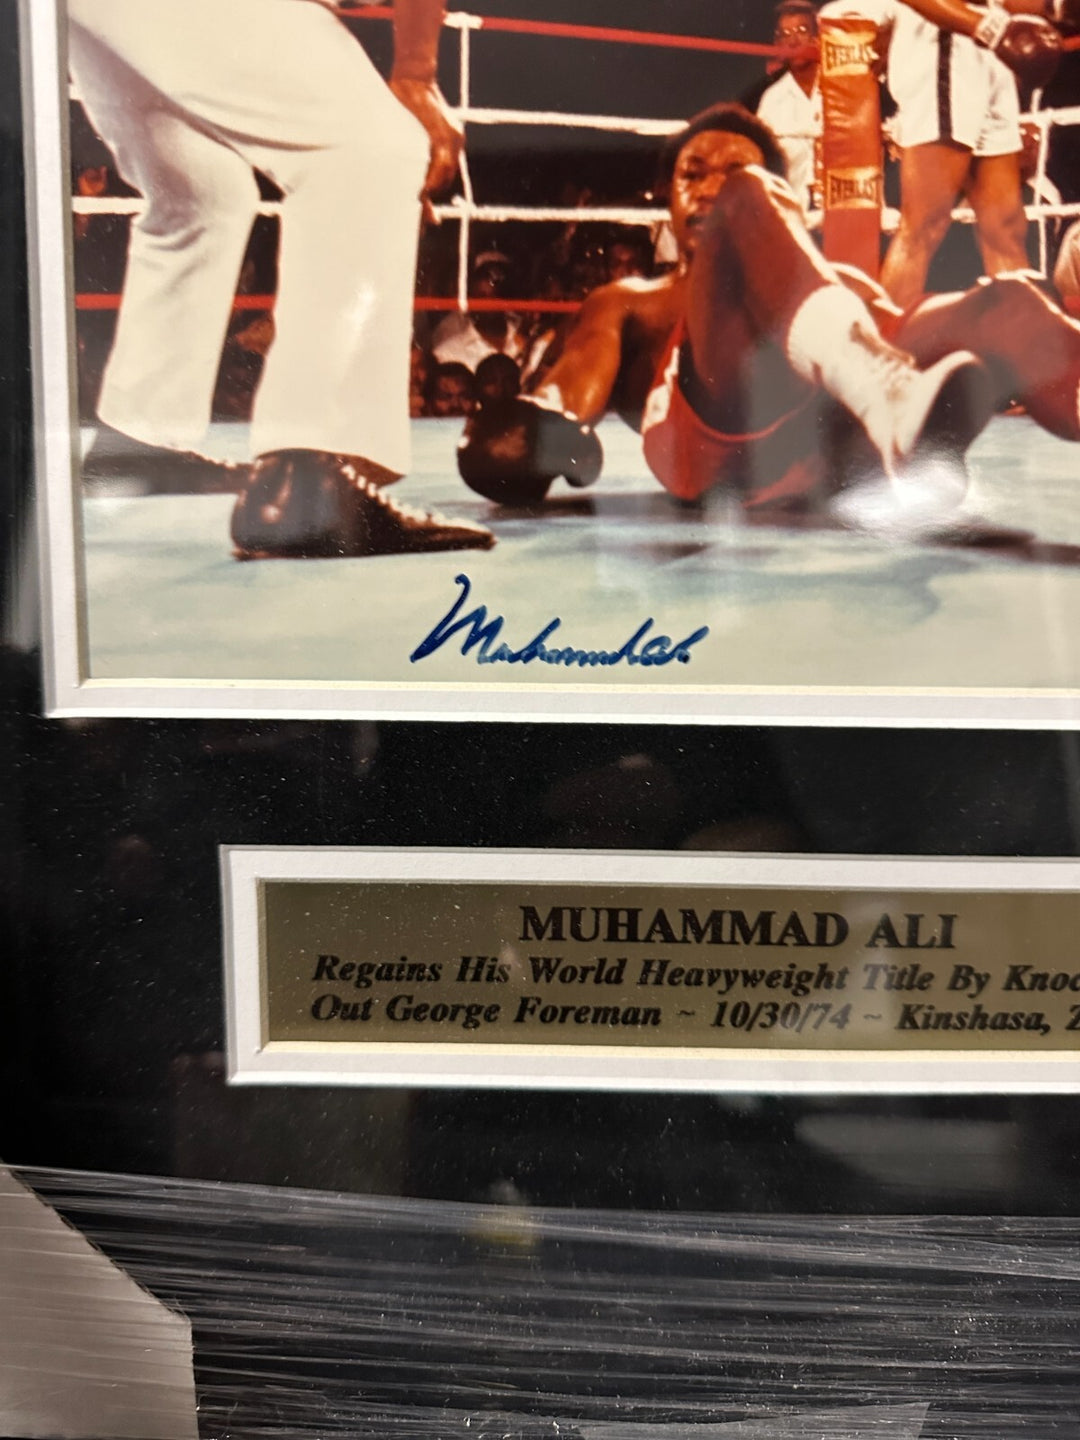 EVERLAST
EVERLAST
Muhammad Ali
MUHAMMAD ALI
Regains His World Heavyweight Title By Knoc
Out George Foreman ~ 10/30/74 ~ Kinshasa, Z